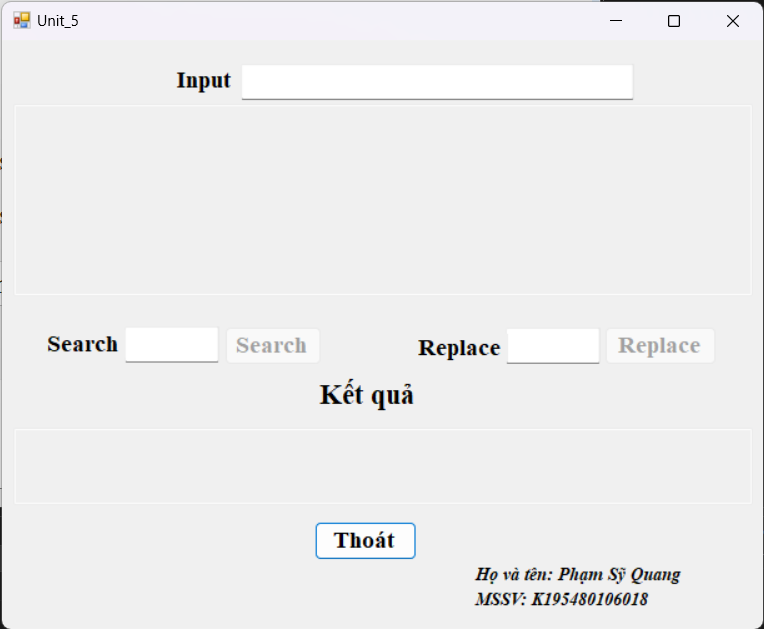 Unit_5
Input
Search Search Replace Replace
Kết quả
Thoát
Họ và tên: Phạm Sỹ Quang
MSSV: K195480106018